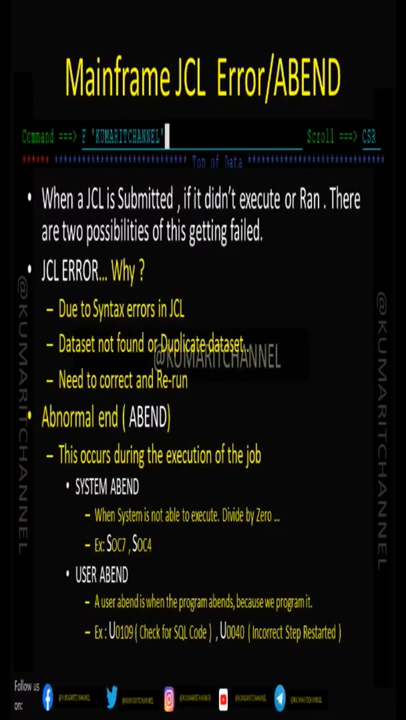 Mainframe JCL Error/ABEND
Command ===> F 'KUMARITCHANNEL' Scroll ===> CSR
****** ************************* Top of Data *************************
• When a JCL is Submitted , if it didn't execute or Ran . There
are two possibilities of this getting failed.
• JCL ERROR... Why ?
– Due to Syntax errors in JCL
– Dataset not found or Duplicate dataset..
@KUMARITCHANNEL
– Need to correct and Re-run
• Abnormal end ( ABEND)
– This occurs during the execution of the job
• SYSTEM ABEND
– When System is not able to execute. Divide by Zero ...
– Ex: SOC7 , SOC4
• USER ABEND
– A user abend is when the program abends, because we program it.
– Ex : U0109 ( Check for SQL Code ) , U0040 ( Incorrect Step Restarted )
@KUMARITCHANNEL
@KUMARITCHANNEL
Follow us
on: